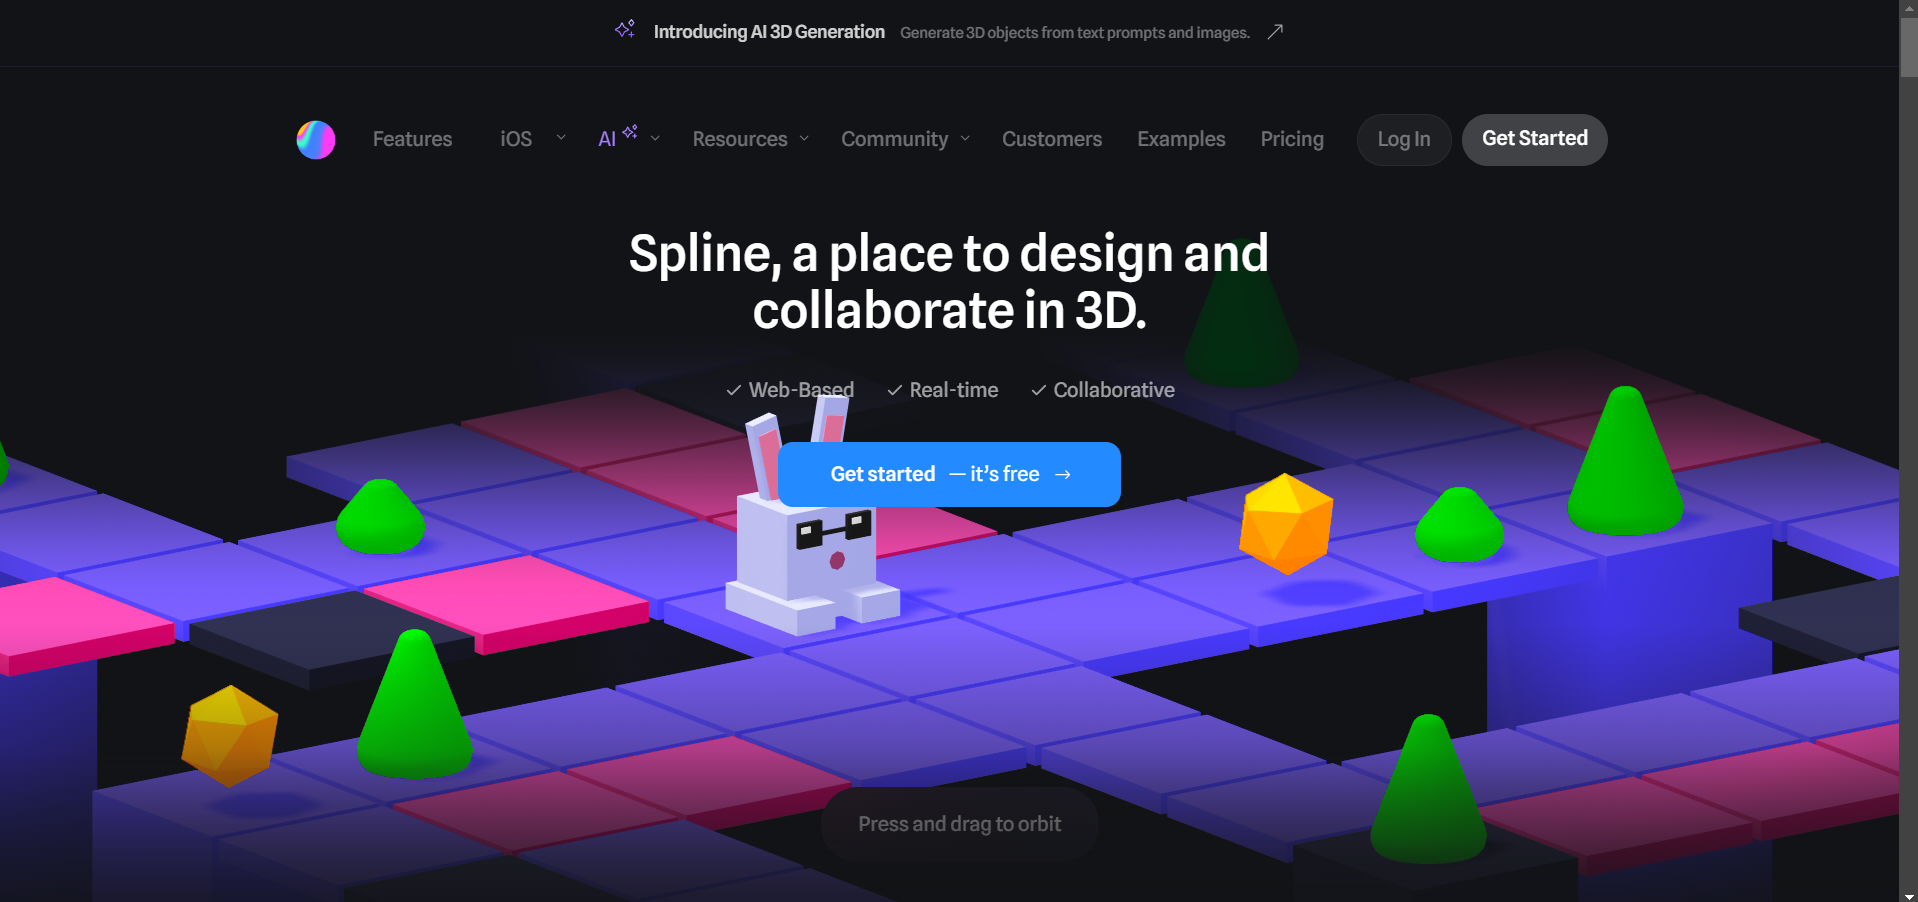 Introducing AI 3D Generation Generate 3D objects from text prompts and images.
Features iOS AI Resources Community Customers Examples Pricing Log In Get Started
Spline, a place to design and
collaborate in 3D.
Web-Based Real-time Collaborative
Get started — it’s free →
Press and drag to orbit